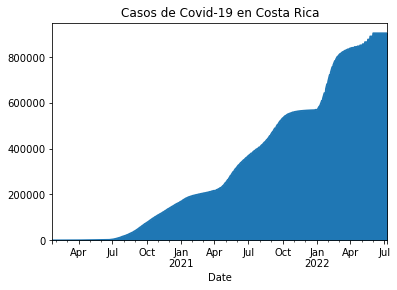 Casos de Covid-19 en Costa Rica
800000
600000
400000
200000
0
Apr Jul Oct Jan Apr Jul Oct Jan Apr Jul
2021 2022
Date